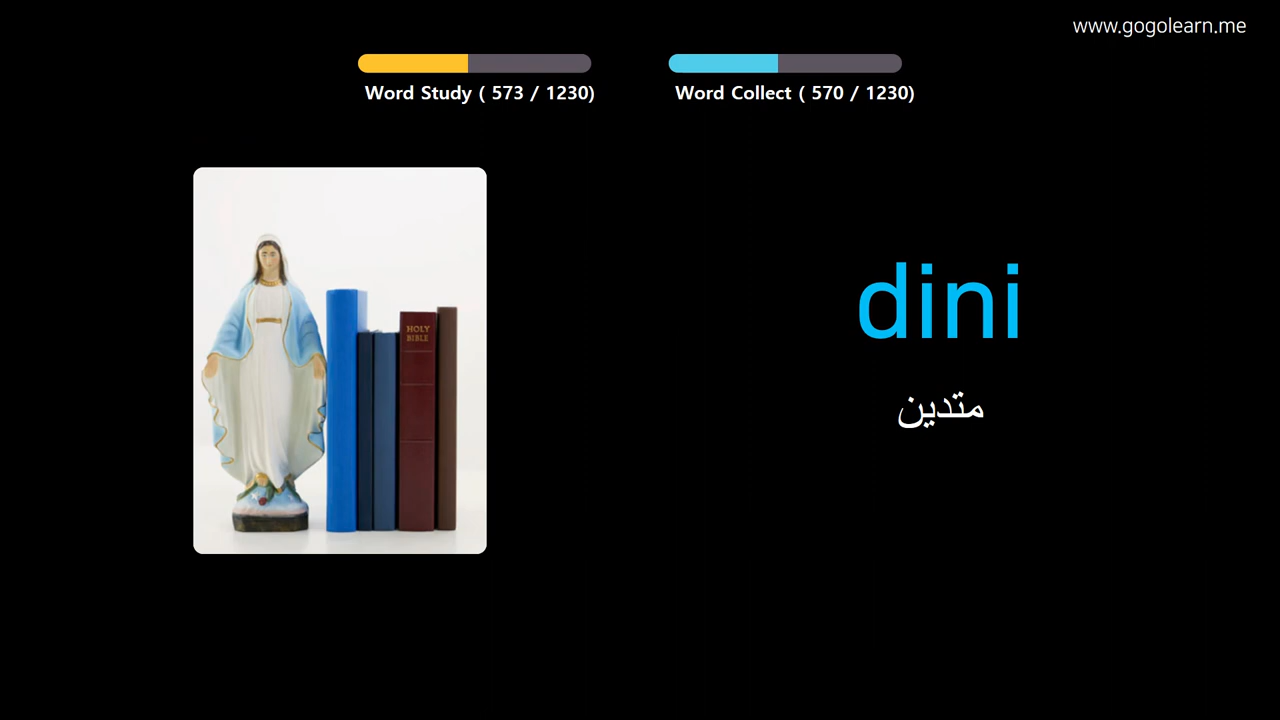 www.gogolearn.me
Word Study ( 573 / 1230)
Word Collect ( 570 / 1230)
HOLY
BIBLE
dini
متدين